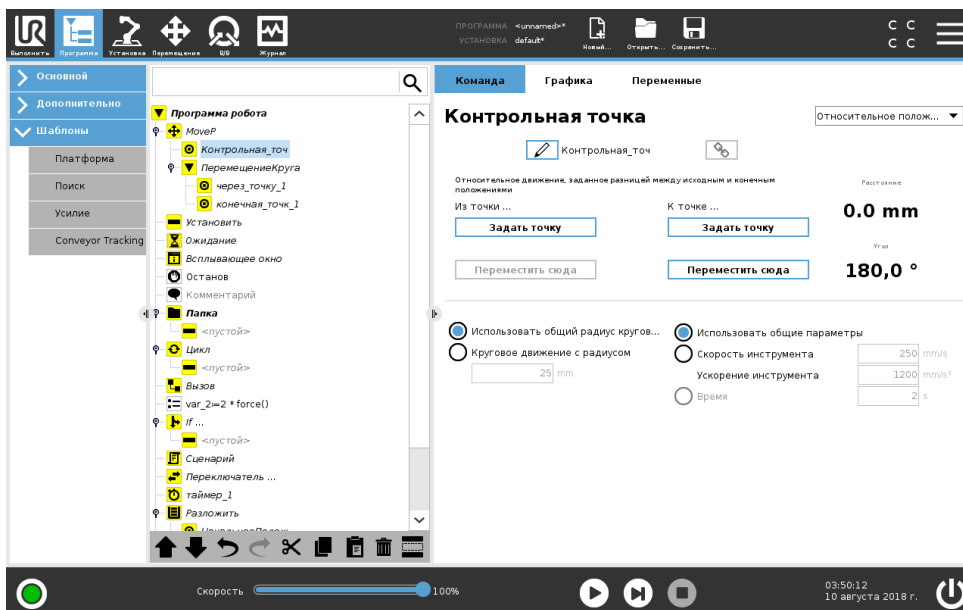 UR
ПРОГРАММА <unnamed>*
УСТАНОВКА default*
Выполнить Программа Установка Перемещение В/В Журнал
Новый... Открыть... Сохранить...
C C
C C
Основной
Дополнительно
Шаблоны
Платформа
Поиск
Усилие
Conveyor Tracking
Программа робота
MoveP
Контрольная_точ
ПеремещениеКруга
через_точку_1
конечная_точк_1
Установить
Ожидание
Всплывающее окно
Останов
Комментарий
Папка
<пустой>
Цикл
<пустой>
Вызов
var_2≔2 * force()
If ...
<пустой>
Сценарий
Переключатель ...
таймер_1
Разложить
Команда Графика Переменные
Контрольная точка
Относительное полож...
Контрольная_точ
Относительное движение, заданное разницей между исходным и конечным
положениями
Из точки ...
К точке ...
Задать точку
Задать точку
Переместить сюда
Переместить сюда
Расстояние
0.0 mm
Угол
180,0 °
Использовать общий радиус кругов...
Круговое движение с радиусом
25 mm
Использовать общие параметры
Скорость инструмента 250 mm/s
Ускорение инструмента 1200 mm/s²
Время 2 s
Скорость 100%
03:50:12
10 августа 2018 г.